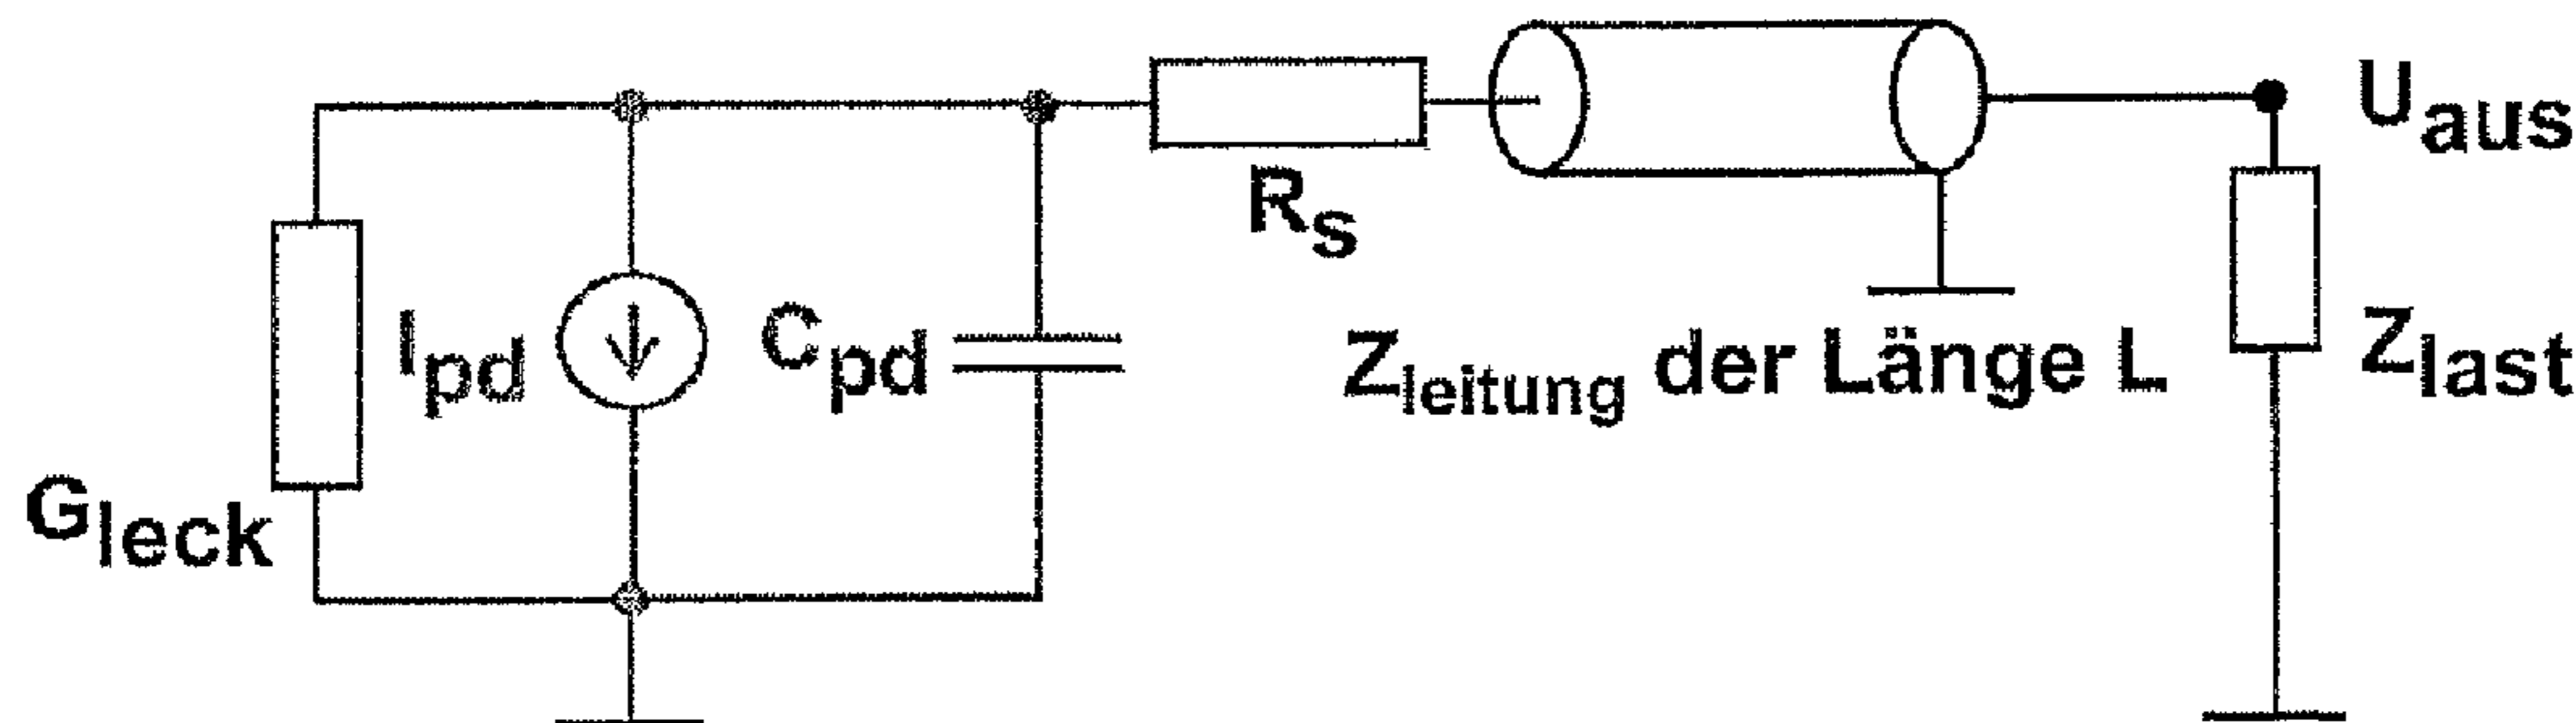 U_aus
R_s
I_pd
C_pd
Z_leitung der Länge L
Z_last
G_leck